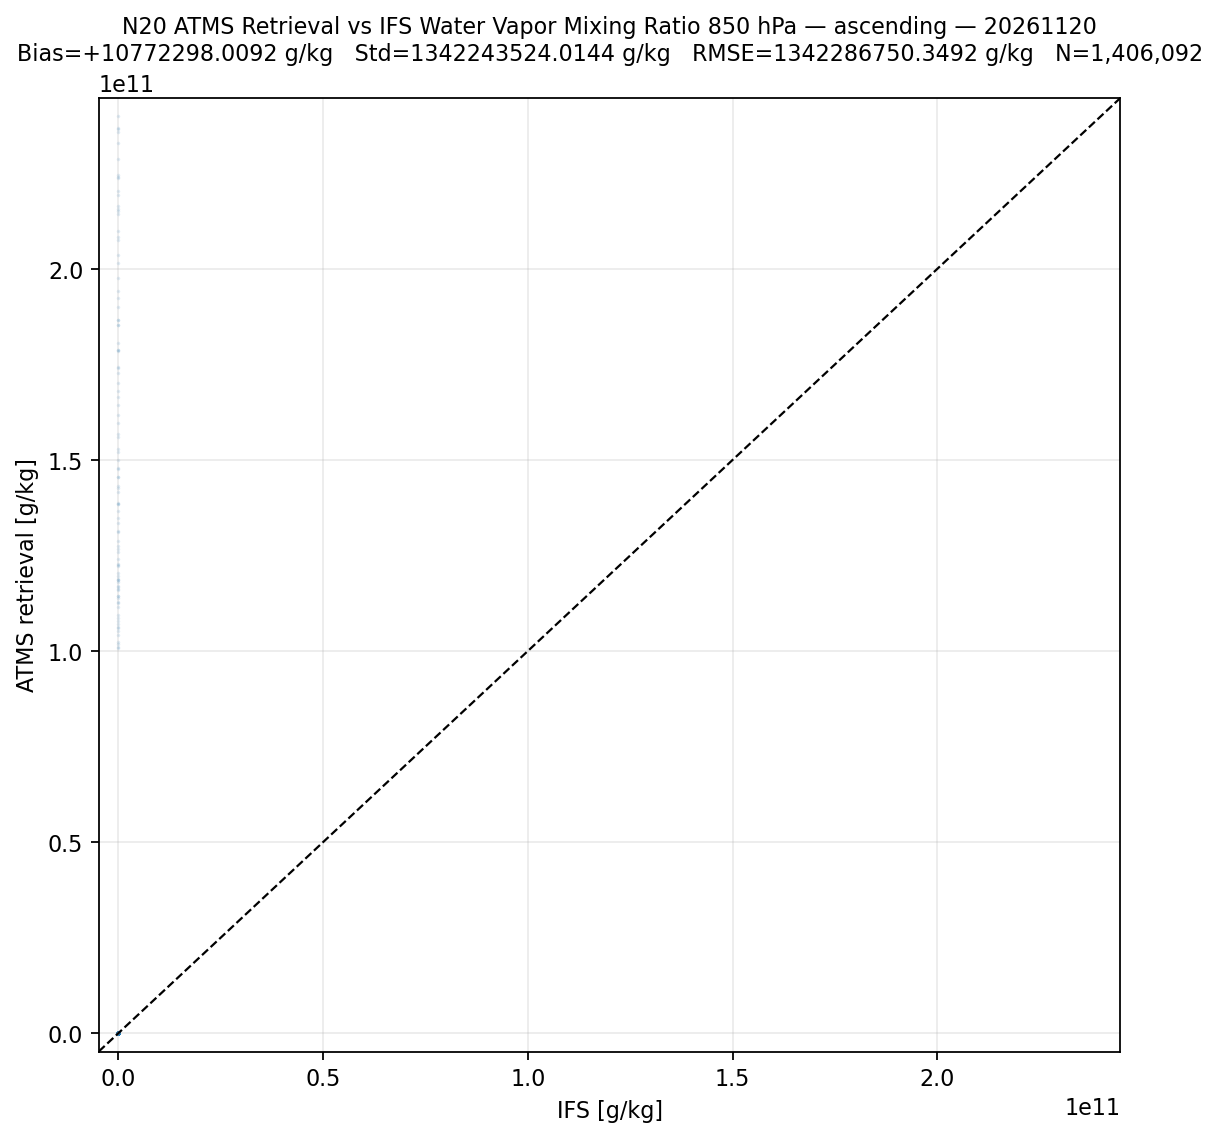 N20 ATMS Retrieval vs IFS Water Vapor Mixing Ratio 850 hPa — ascending — 20261120
Bias=+10772298.0092 g/kg   Std=1342243524.0144 g/kg   RMSE=1342286750.3492 g/kg   N=1,406,092
1e11
2.0
1.5
1.0
0.5
0.0
ATMS retrieval [g/kg]
0.0 0.5 1.0 1.5 2.0
IFS [g/kg]
1e11